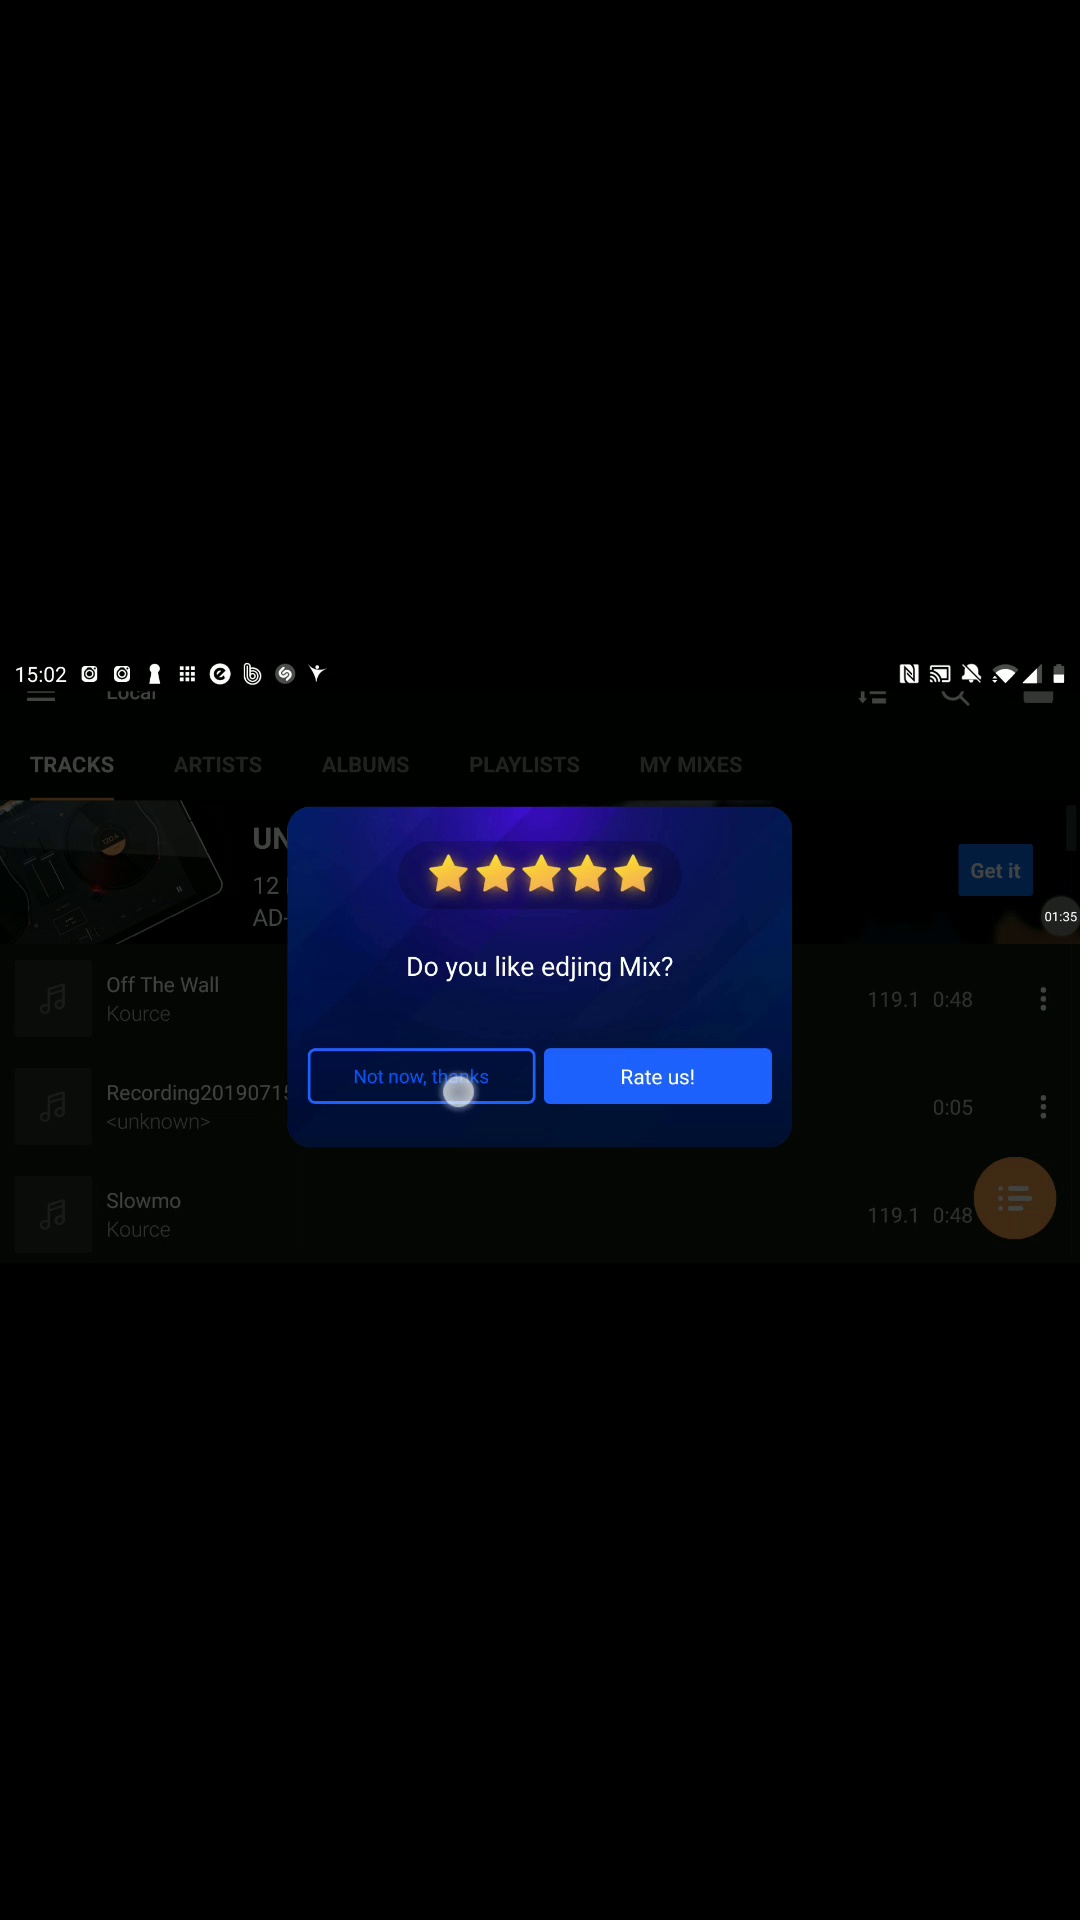 15:02
Local
TRACKS ARTISTS ALBUMS PLAYLISTS MY MIXES
UN
12
AD-
Get it
01:35
Do you like edjing Mix?
Not now, thanks
Rate us!
Off The Wall
Kource
119.1 0:48
Recording20190715
<unknown>
0:05
Slowmo
Kource
119.1 0:48